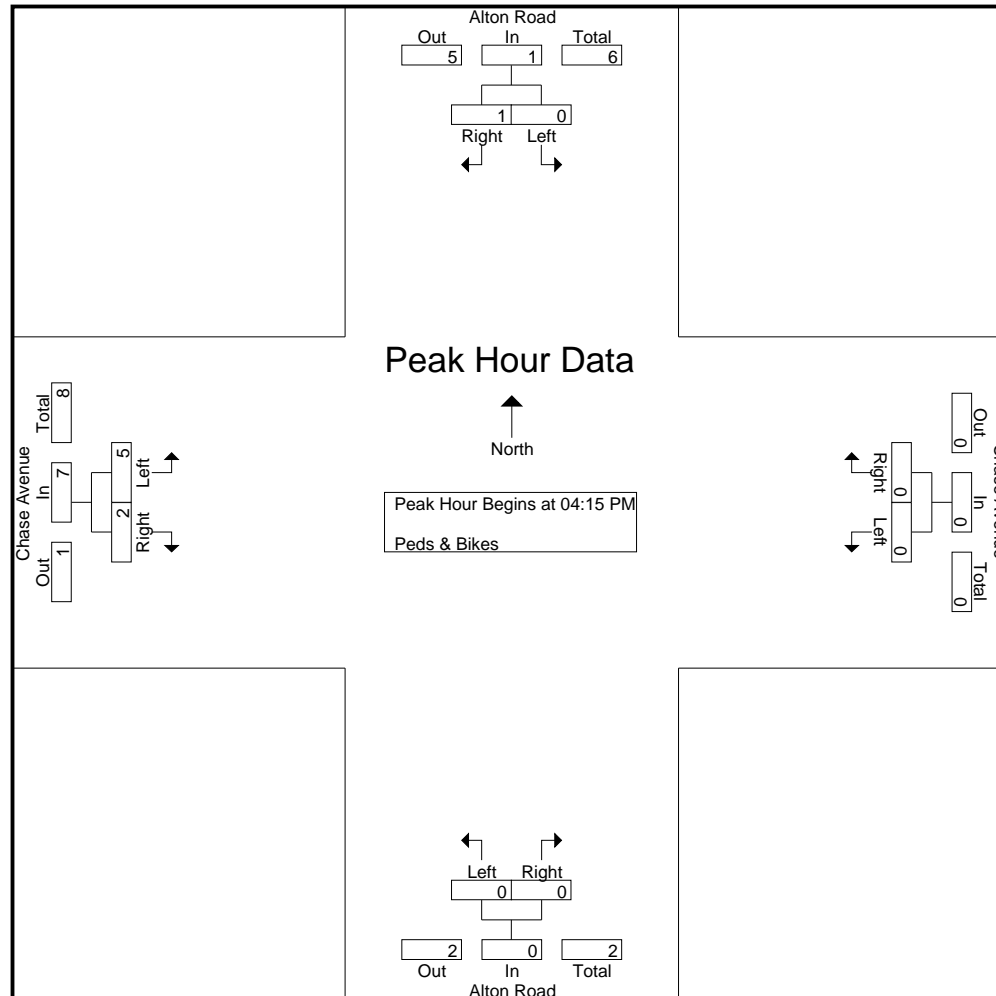 Alton Road
Out In Total
5 1 6
1 0
Right Left
Peak Hour Data
North
Peak Hour Begins at 04:15 PM
Peds & Bikes
Chase Avenue
Out In Total
1 7 8
Right Left
2 5
Out In Total
0 0 0
Right Left
0 0
Left Right
0 0
2 0 2
Out In Total
Alton Road